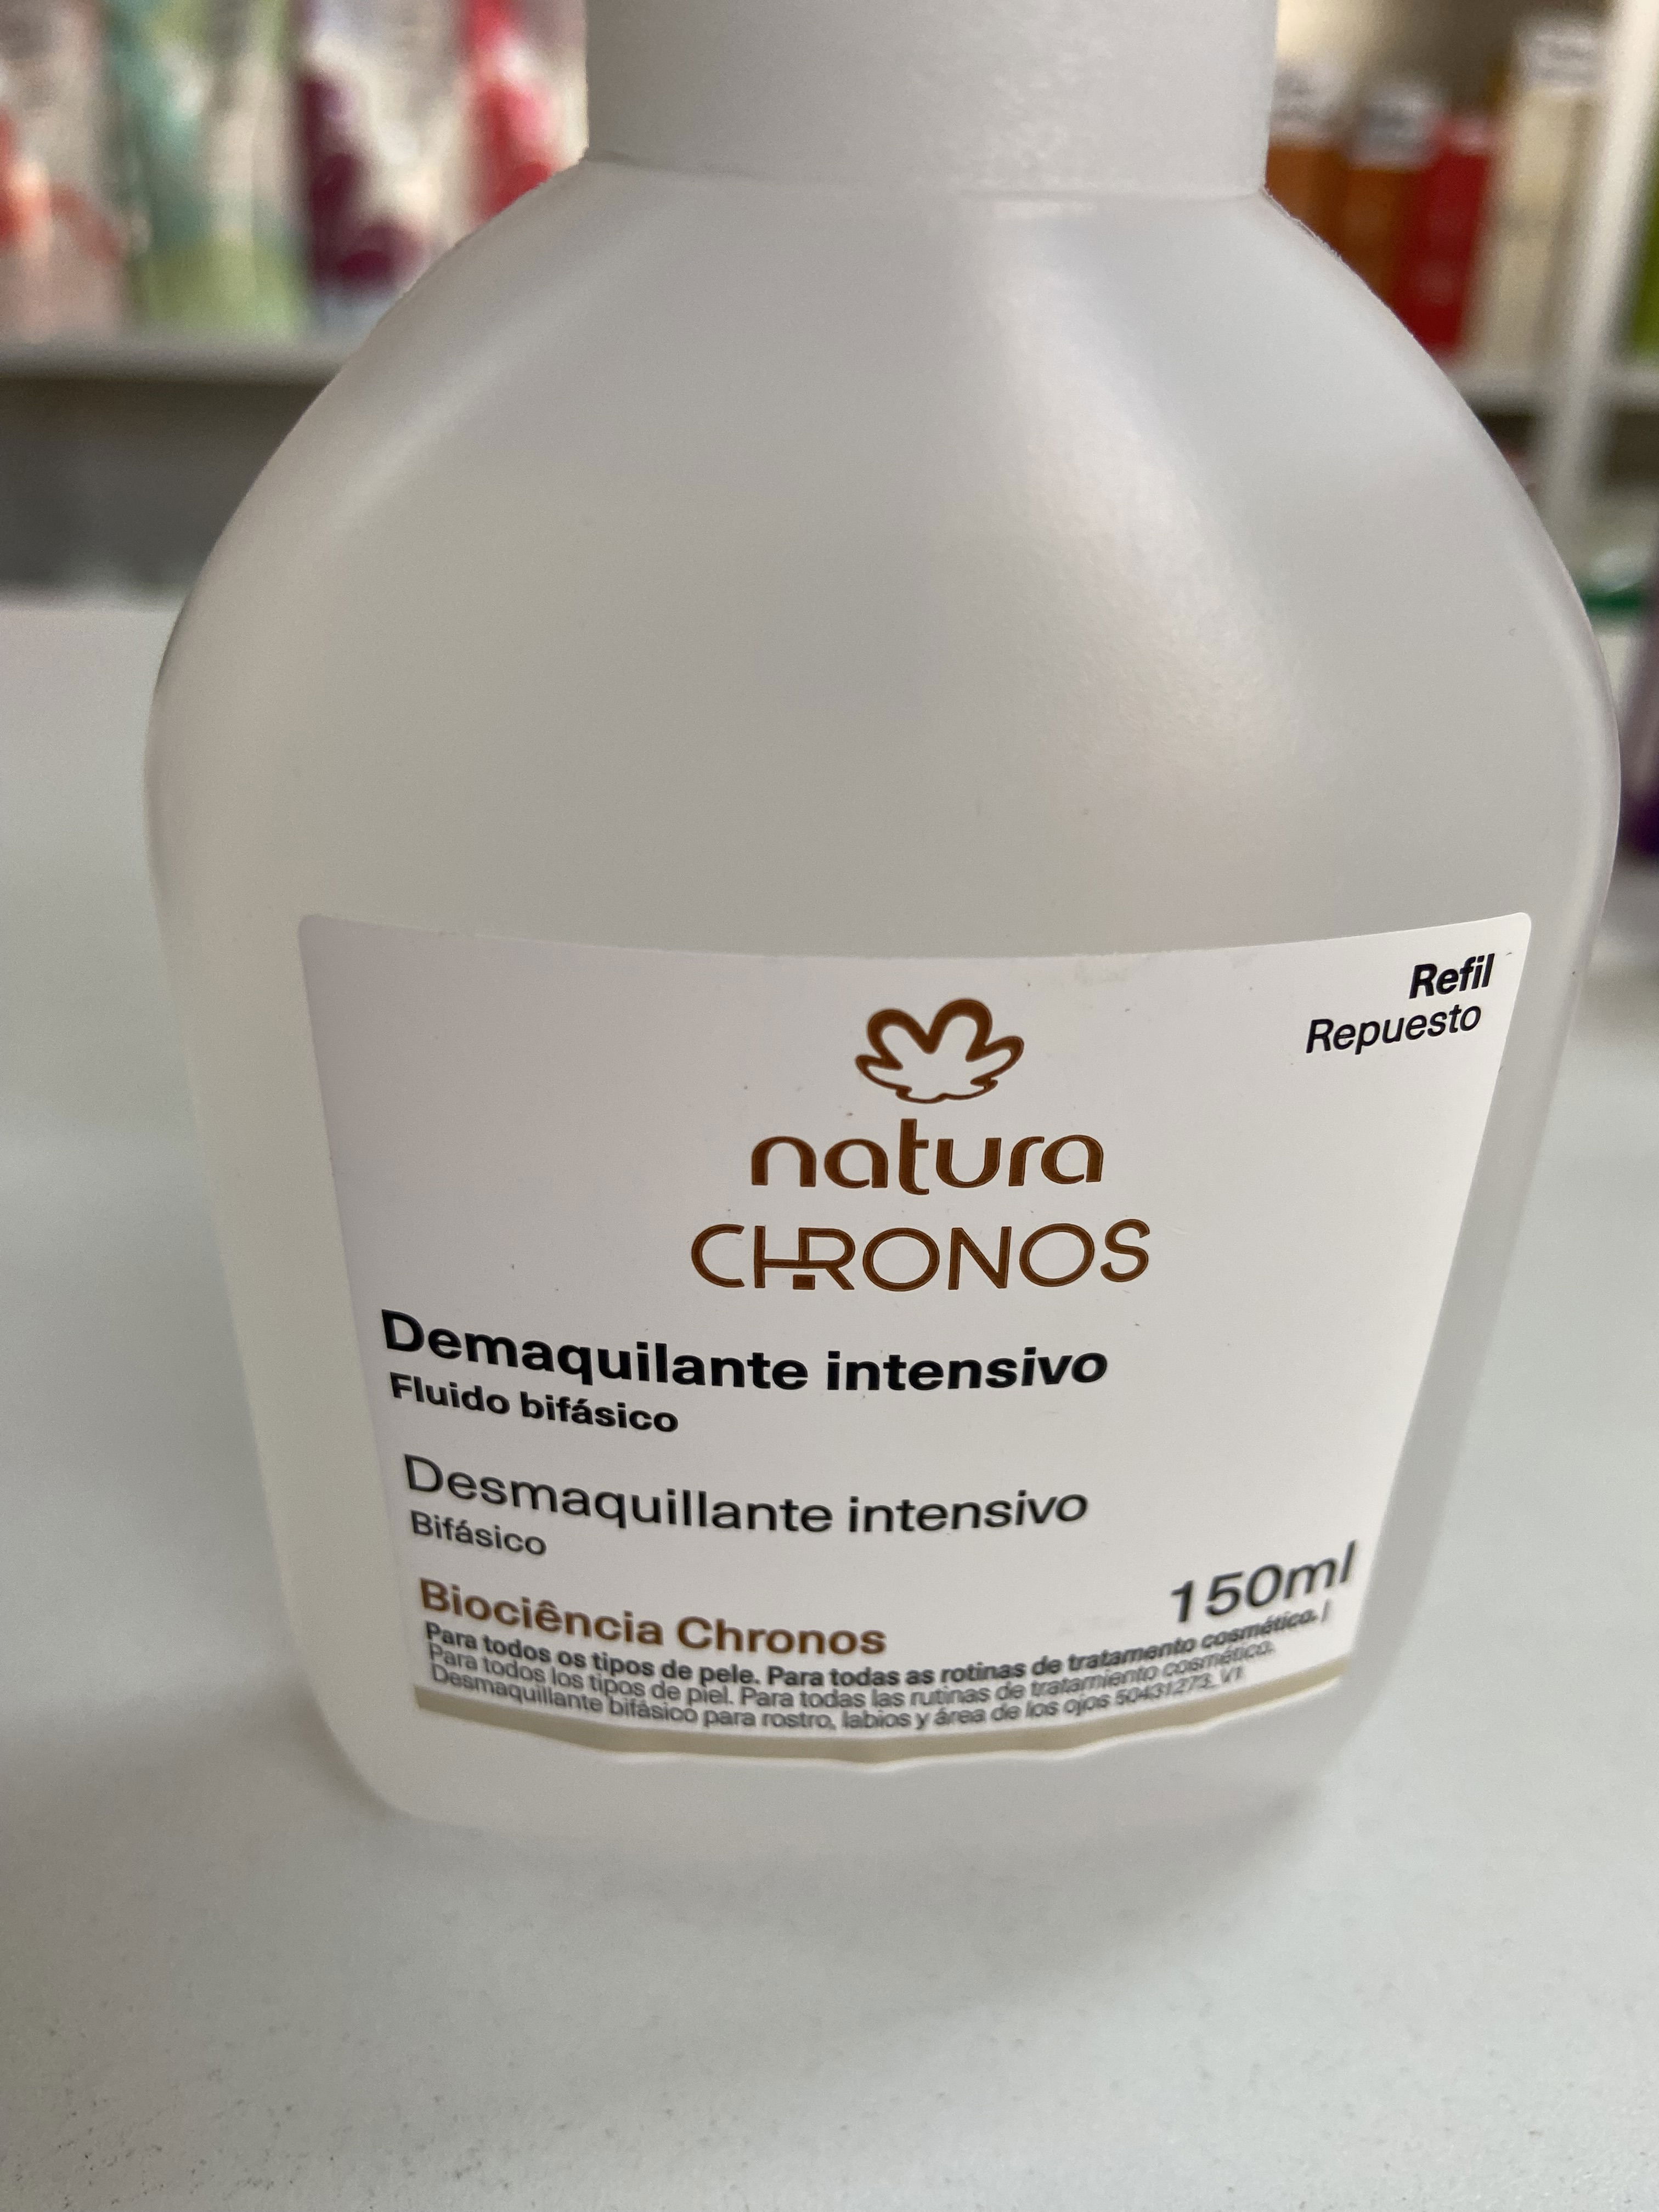 Refil
Repuesto
natura
CHRONOS
Demaquilante intensivo
Fluido bifásico
Desmaquillante intensivo
Bifásico
150ml
Biociência Chronos
Para todos os tipos de pele. Para todas as rotinas de tratamento cosmético. |
Para todos los tipos de piel. Para todas las rutinas de tratamiento cosmético.
Desmaquillante bifásico para rostro, labios y área de los ojos 50431273_V1